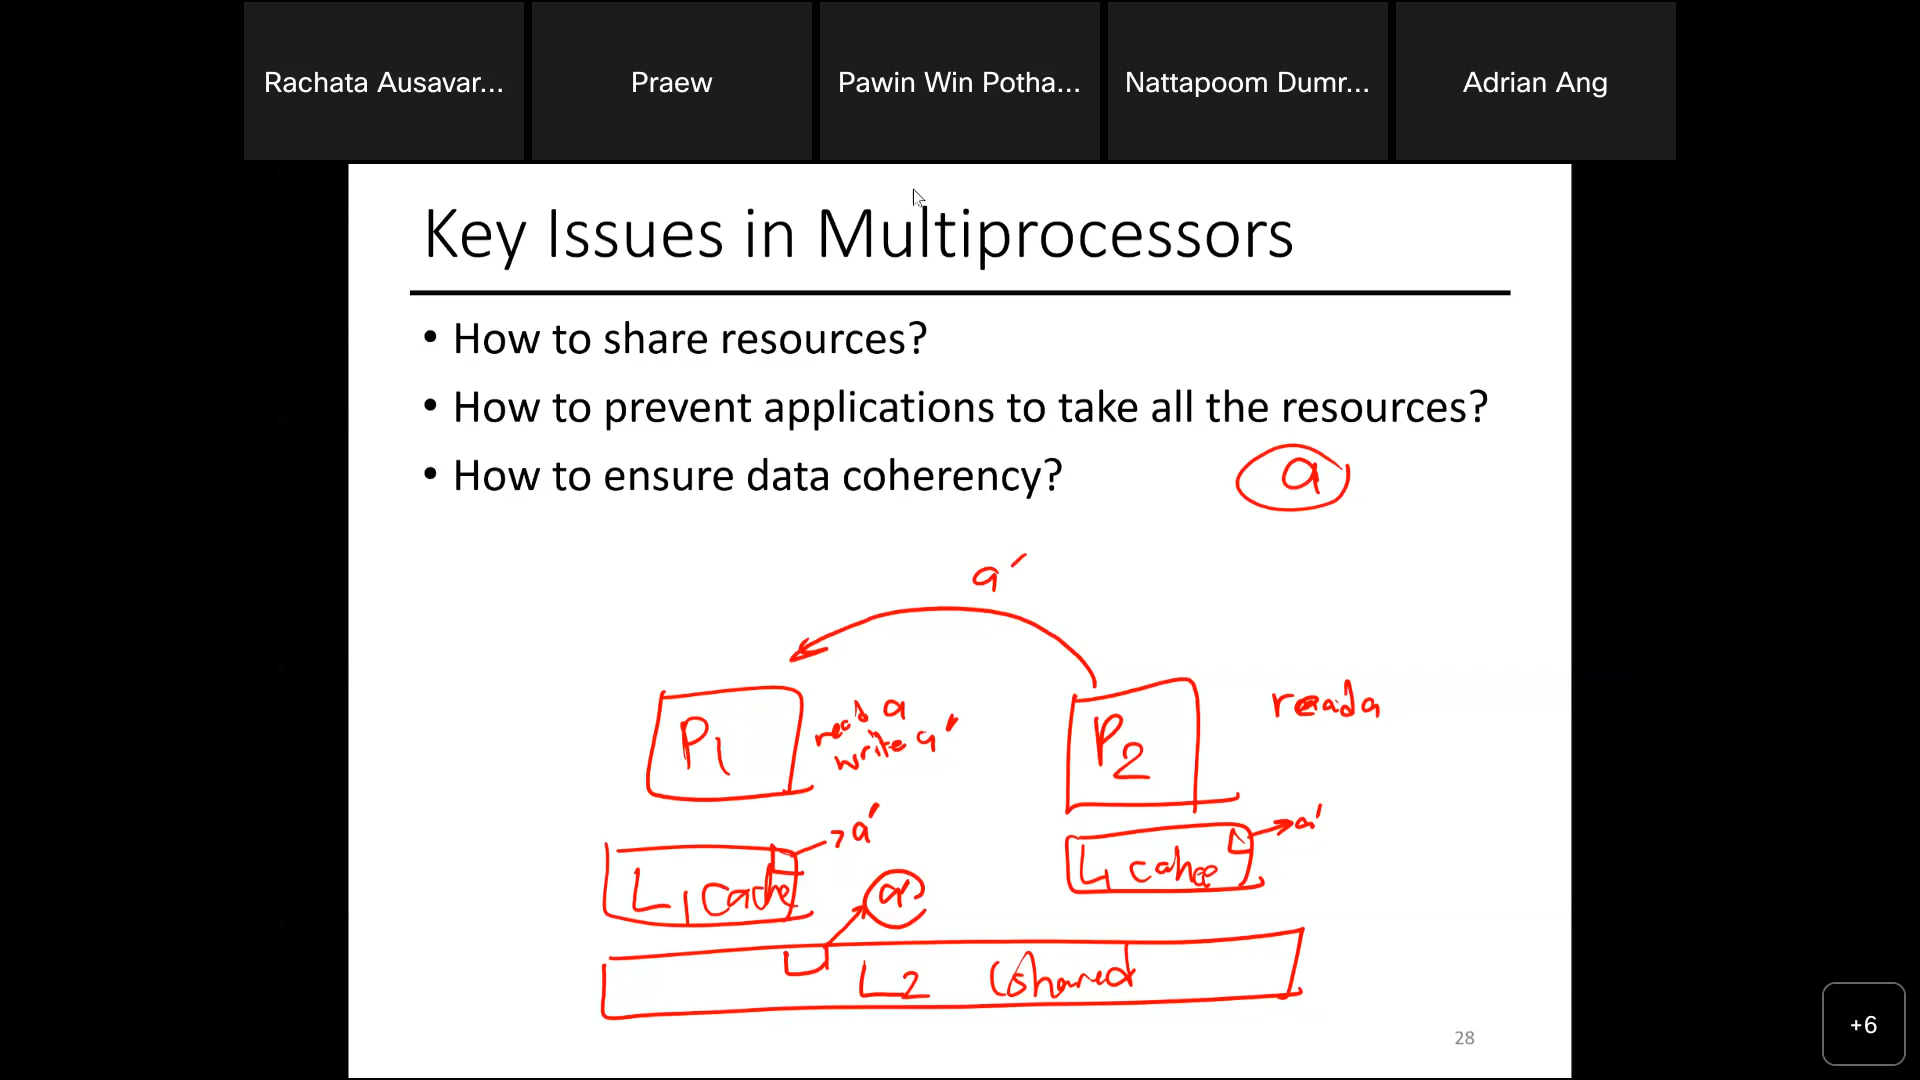 Rachata Ausavar... Praew Pawin Win Potha... Nattapoom Dumr... Adrian Ang
Key Issues in Multiprocessors
• How to share resources?
• How to prevent applications to take all the resources?
• How to ensure data coherency?
a
a'
P1
read a
write a'
P2
read a
a'
a'
L1 cache
L1 cahee
L2 (shared
28
+6